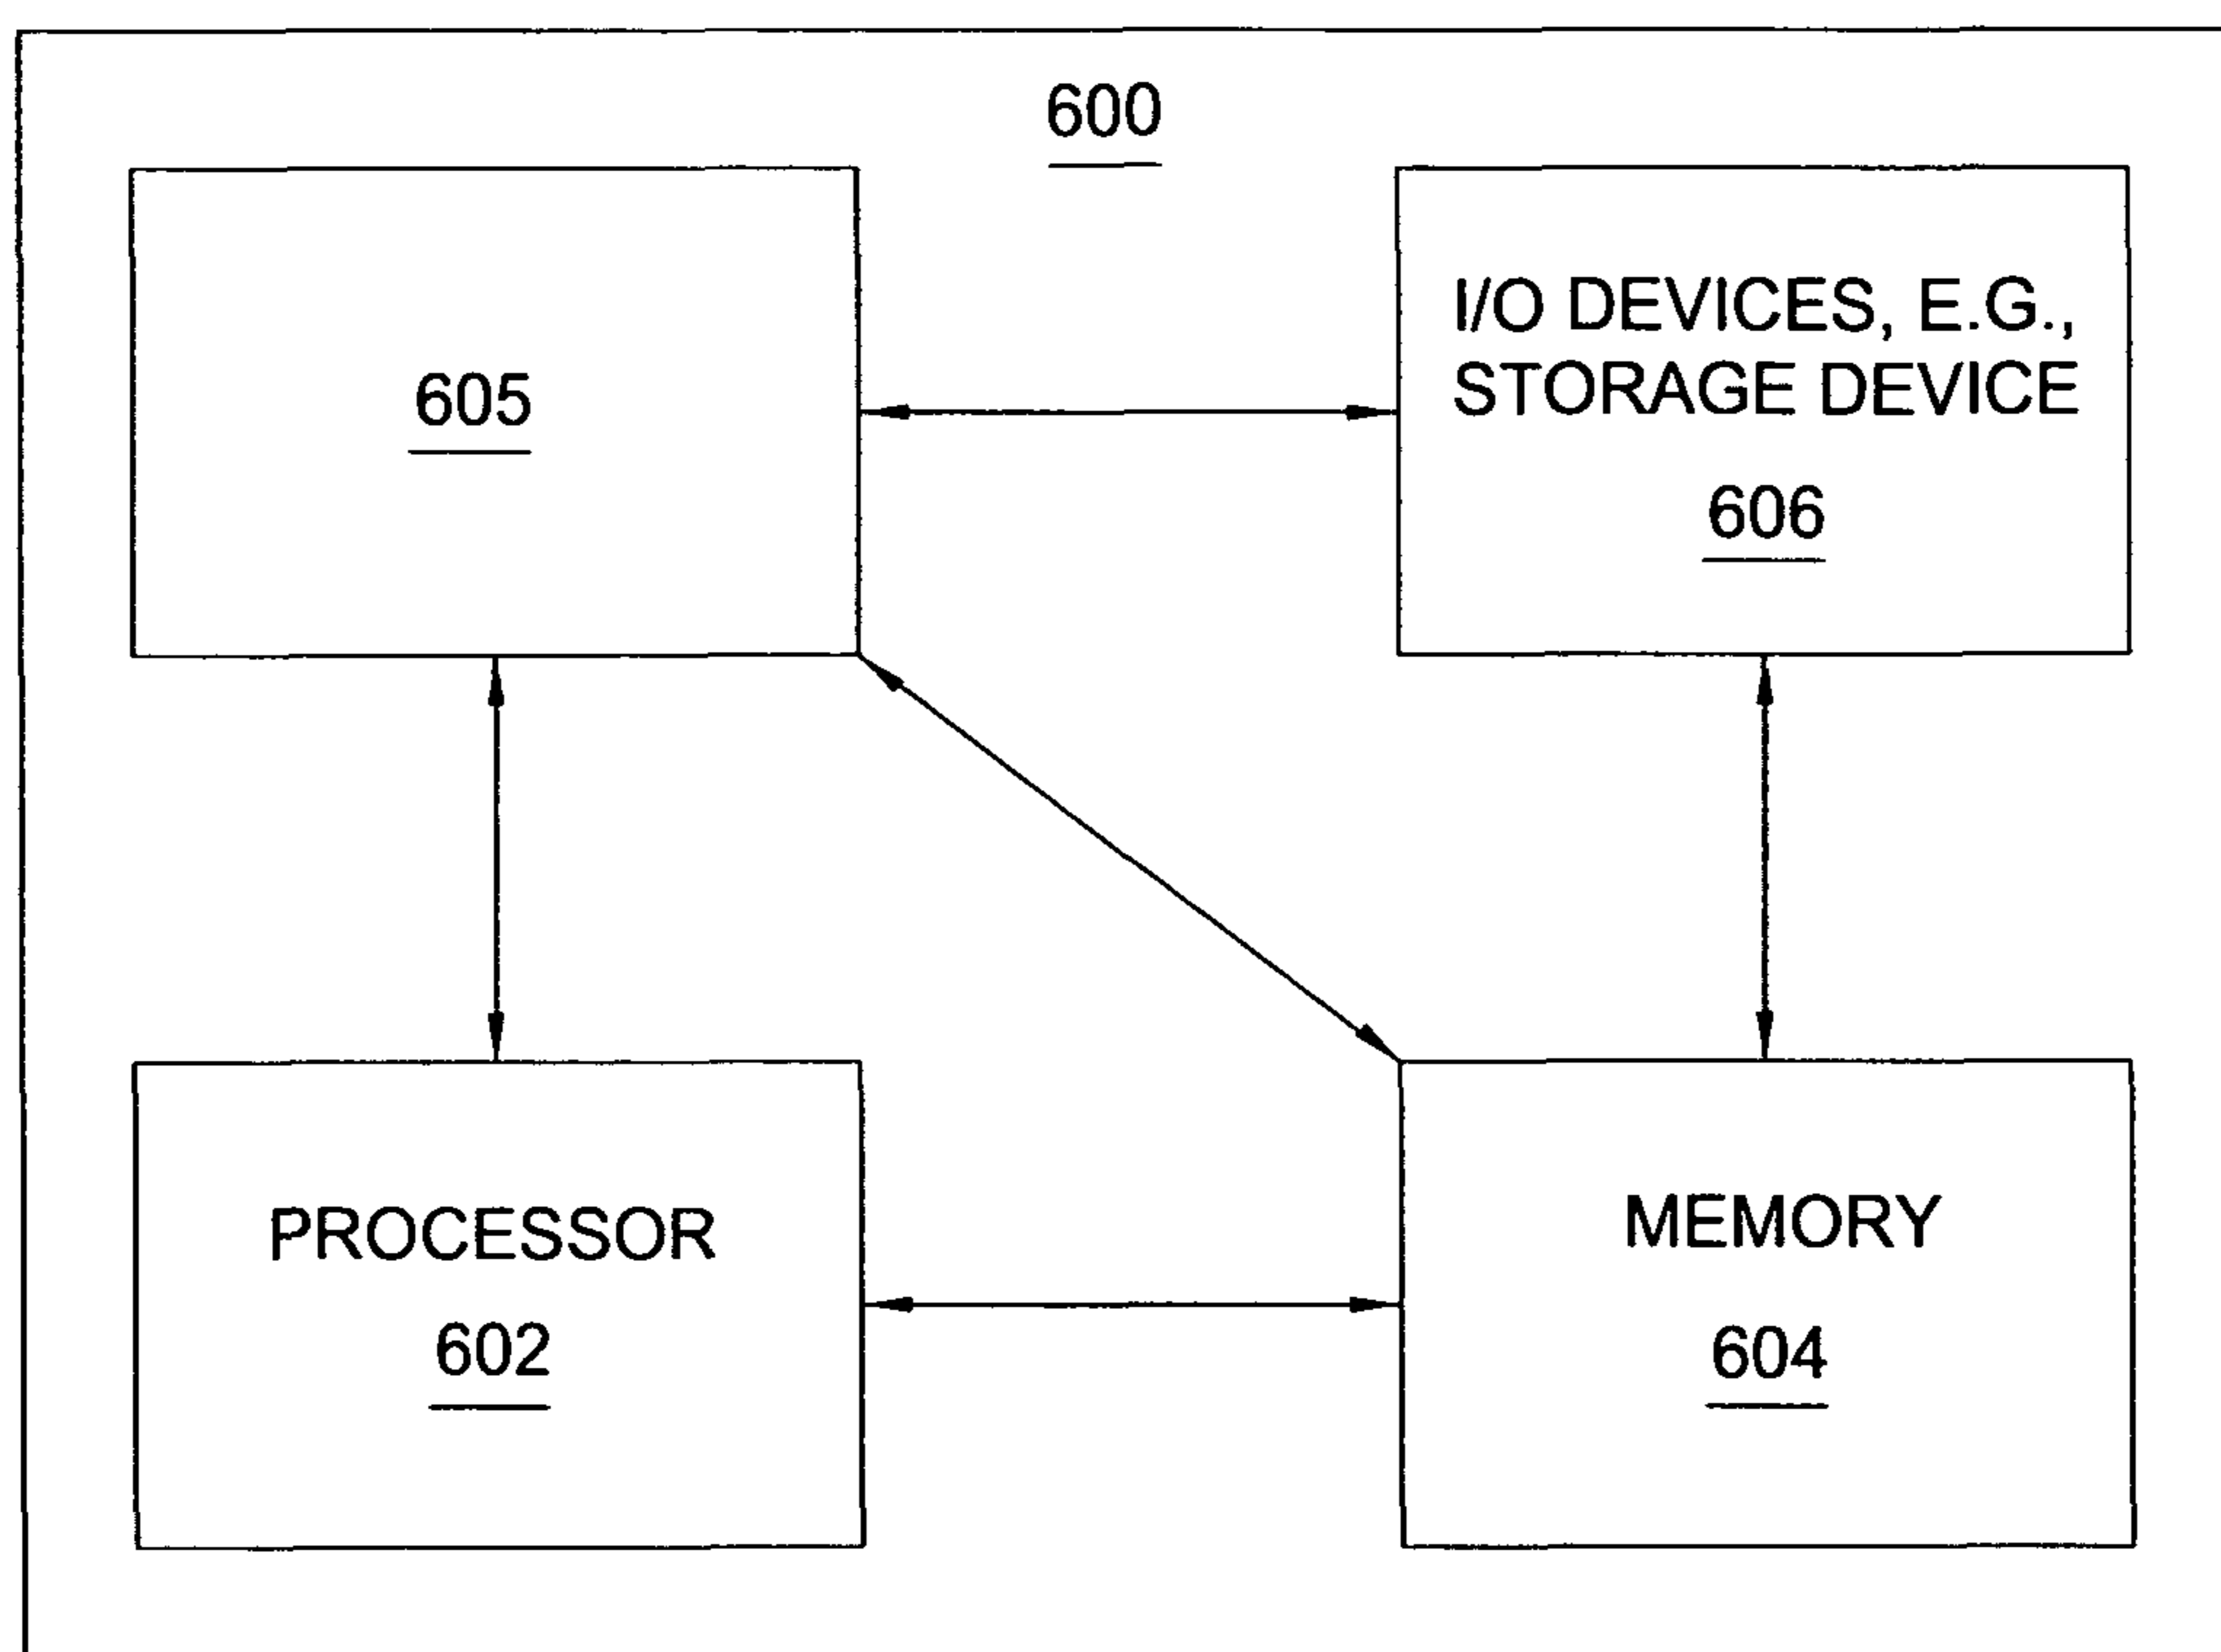 600
605
I/O DEVICES, E.G.,
STORAGE DEVICE
606
PROCESSOR
602
MEMORY
604